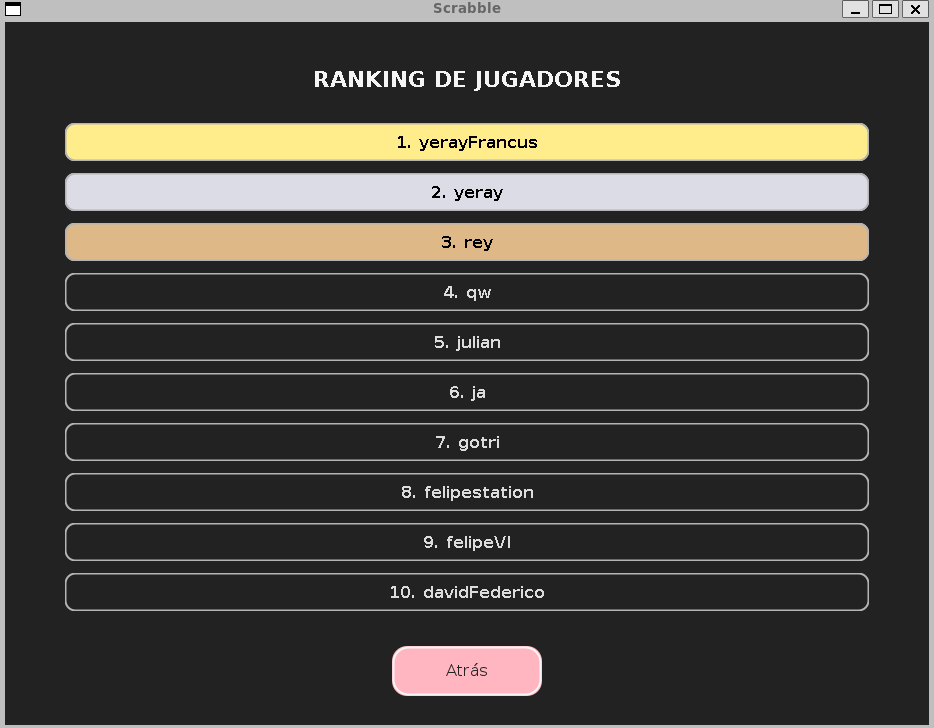 Scrabble
RANKING DE JUGADORES
1. yerayFrancus
2. yeray
3. rey
4. qw
5. julian
6. ja
7. gotri
8. felipestation
9. felipeVI
10. davidFederico
Atrás